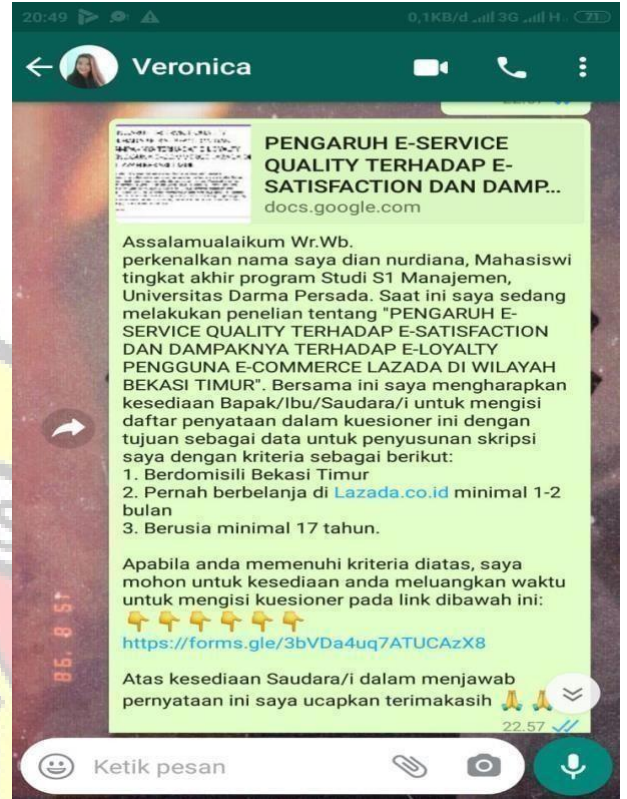 20:49 0,1KB/d 3G H.. 71
Veronica
22.57
PENGARUH E-SERVICE
QUALITY TERHADAP E-
SATISFACTION DAN DAMP...
docs.google.com
Assalamualaikum Wr.Wb.
perkenalkan nama saya dian nurdiana, Mahasiswi
tingkat akhir program Studi S1 Manajemen,
Universitas Darma Persada. Saat ini saya sedang
melakukan penelian tentang "PENGARUH E-
SERVICE QUALITY TERHADAP E-SATISFACTION
DAN DAMPAKNYA TERHADAP E-LOYALTY
PENGGUNA E-COMMERCE LAZADA DI WILAYAH
BEKASI TIMUR". Bersama ini saya mengharapkan
kesediaan Bapak/Ibu/Saudara/i untuk mengisi
daftar penyataan dalam kuesioner ini dengan
tujuan sebagai data untuk penyusunan skripsi
saya dengan kriteria sebagai berikut:
1. Berdomisili Bekasi Timur
2. Pernah berbelanja di Lazada.co.id minimal 1-2
bulan
3. Berusia minimal 17 tahun.
Apabila anda memenuhi kriteria diatas, saya
mohon untuk kesediaan anda meluangkan waktu
untuk mengisi kuesioner pada link dibawah ini:
👇👇👇👇👇👇
https://forms.gle/3bVDa4uq7ATUCAzX8
Atas kesediaan Saudara/i dalam menjawab
pernyataan ini saya ucapkan terimakasih 🙏 🙏
22.57
Ketik pesan